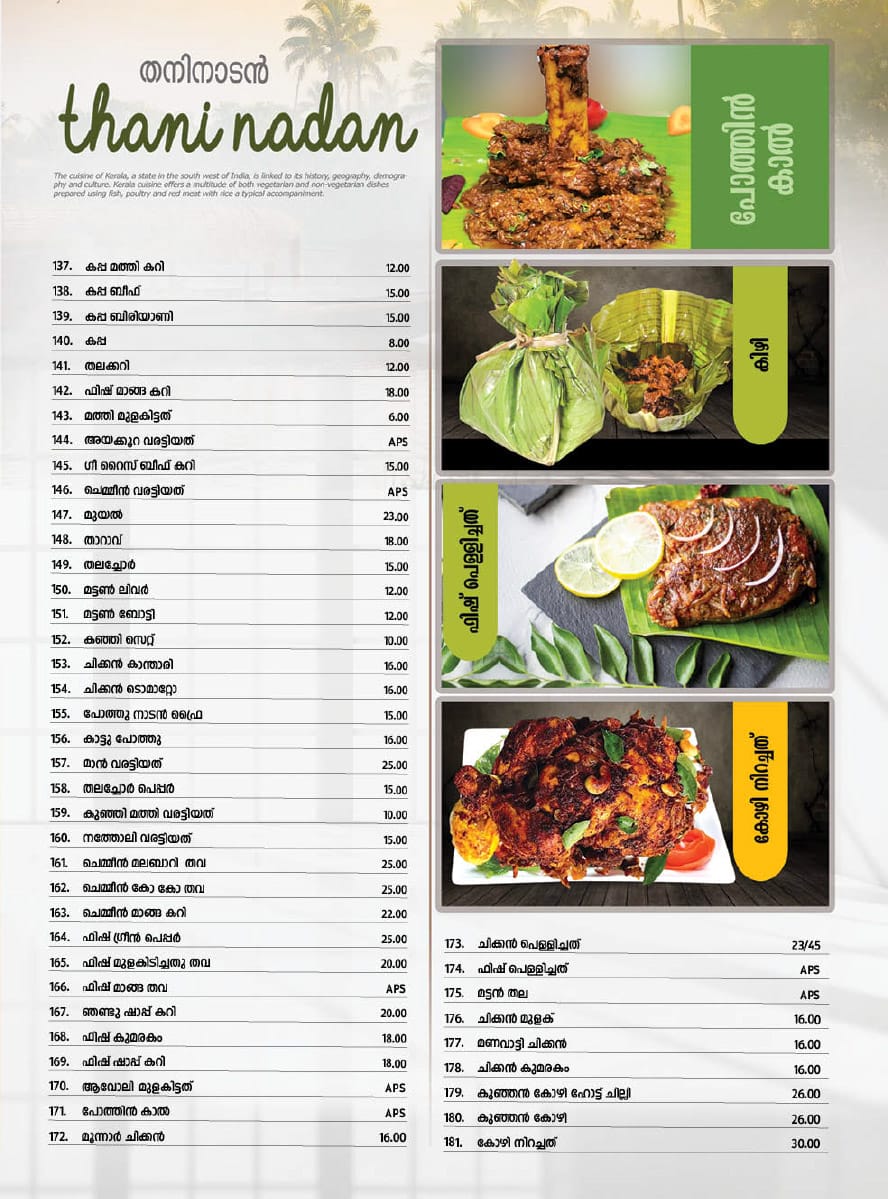 തനിനാടൻ
thani nadan
The cuisine of Kerala, a state in the south west of India, is linked to its history, geography, demogra-
phy and culture. Kerala cuisine offers a multitude of both vegetarian and non-vegetarian dishes
prepared using fish, poultry and red meat with rice a typical accompaniment.
137. കപ്പ മത്തി കറി 12.00
138. കപ്പ ബീഫ് 15.00
139. കപ്പ ബിരിയാണി 15.00
140. കപ്പ 8.00
141. തലക്കറി 12.00
142. ഫിഷ് മാങ്ങ കറി 18.00
143. മത്തി മുളകിട്ടത് 6.00
144. അയക്കൂറ വരട്ടിയത് APS
145. ഗീ റൈസ് ബീഫ് കറി 15.00
146. ചെമ്മീൻ വരട്ടിയത് APS
147. മുയൽ 23.00
148. താറാവ് 18.00
149. തലച്ചോർ 15.00
150. മട്ടൺ ലിവർ 12.00
151. മട്ടൺ ബോട്ടി 12.00
152. കഞ്ഞി സെറ്റ് 10.00
153. ചിക്കൻ കാന്താരി 16.00
154. ചിക്കൻ ടൊമാറ്റോ 16.00
155. പോത്തു നാടൻ ഫ്രൈ 15.00
156. കാട്ടു പോത്തു 16.00
157. മാൻ വരട്ടിയത് 25.00
158. തലച്ചോർ പെപ്പർ 15.00
159. കുഞ്ഞി മത്തി വരട്ടിയത് 10.00
160. നത്തോലി വരട്ടിയത് 15.00
161. ചെമ്മീൻ മലബാറി തവ 25.00
162. ചെമ്മീൻ കോ കോ തവ 25.00
163. ചെമ്മീൻ മാങ്ങ കറി 22.00
164. ഫിഷ് ഗ്രീൻ പെപ്പർ 25.00
165. ഫിഷ് മുളകിടിച്ചതു തവ 20.00
166. ഫിഷ് മാങ്ങ തവ APS
167. ഞണ്ടു ഷാപ്പ് കറി 20.00
168. ഫിഷ് കുമരകം 18.00
169. ഫിഷ് ഷാപ്പ് കറി 18.00
170. ആവോലി മുളകിട്ടത് APS
171. പോത്തിൻ കാൽ APS
172. മൂന്നാർ ചിക്കൻ 16.00
പോത്തിൻ
കാൽ
കിഴി
ഫിഷ് പെള്ളിച്ചത്
കോഴി നിറച്ചത്
173. ചിക്കൻ പെള്ളിച്ചത് 23/45
174. ഫിഷ് പെള്ളിച്ചത് APS
175. മട്ടൻ തല APS
176. ചിക്കൻ മുളക് 16.00
177. മണവാട്ടി ചിക്കൻ 16.00
178. ചിക്കൻ കുമരകം 16.00
179. കൂഞ്ഞൻ കോഴി ഹോട്ട് ചില്ലി 26.00
180. കൂഞ്ഞൻ കോഴി 26.00
181. കോഴി നിറച്ചത് 30.00